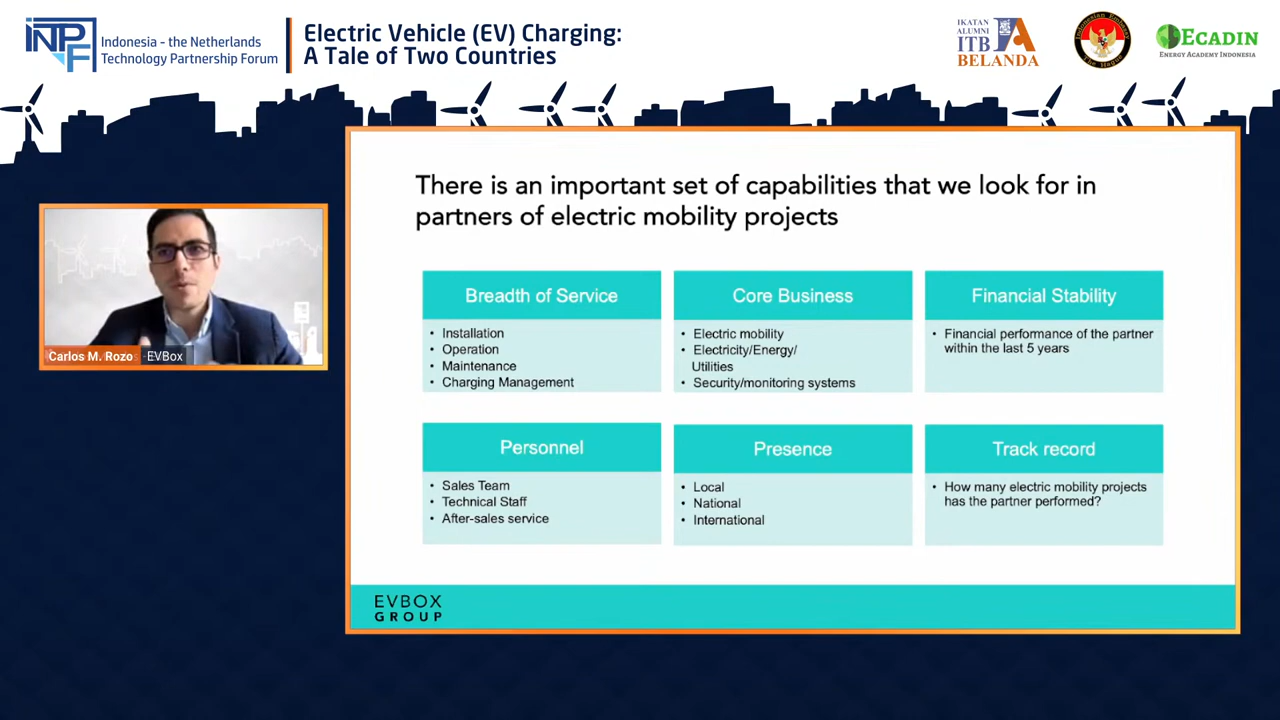 INPF
Indonesia - the Netherlands
Technology Partnership Forum
Electric Vehicle (EV) Charging:
A Tale of Two Countries
IKATAN
ALUMNI
ITB
BELANDA
Indonesian Embassy
The Hague
ECADIN
ENERGY ACADEMY INDONESIA
Carlos M. Rozo - EVBox
There is an important set of capabilities that we look for in
partners of electric mobility projects
Breadth of Service
• Installation
• Operation
• Maintenance
• Charging Management
Core Business
• Electric mobility
• Electricity/Energy/
Utilities
• Security/monitoring systems
Financial Stability
• Financial performance of the partner
within the last 5 years
Personnel
• Sales Team
• Technical Staff
• After-sales service
Presence
• Local
• National
• International
Track record
• How many electric mobility projects
has the partner performed?
EVBOX
GROUP